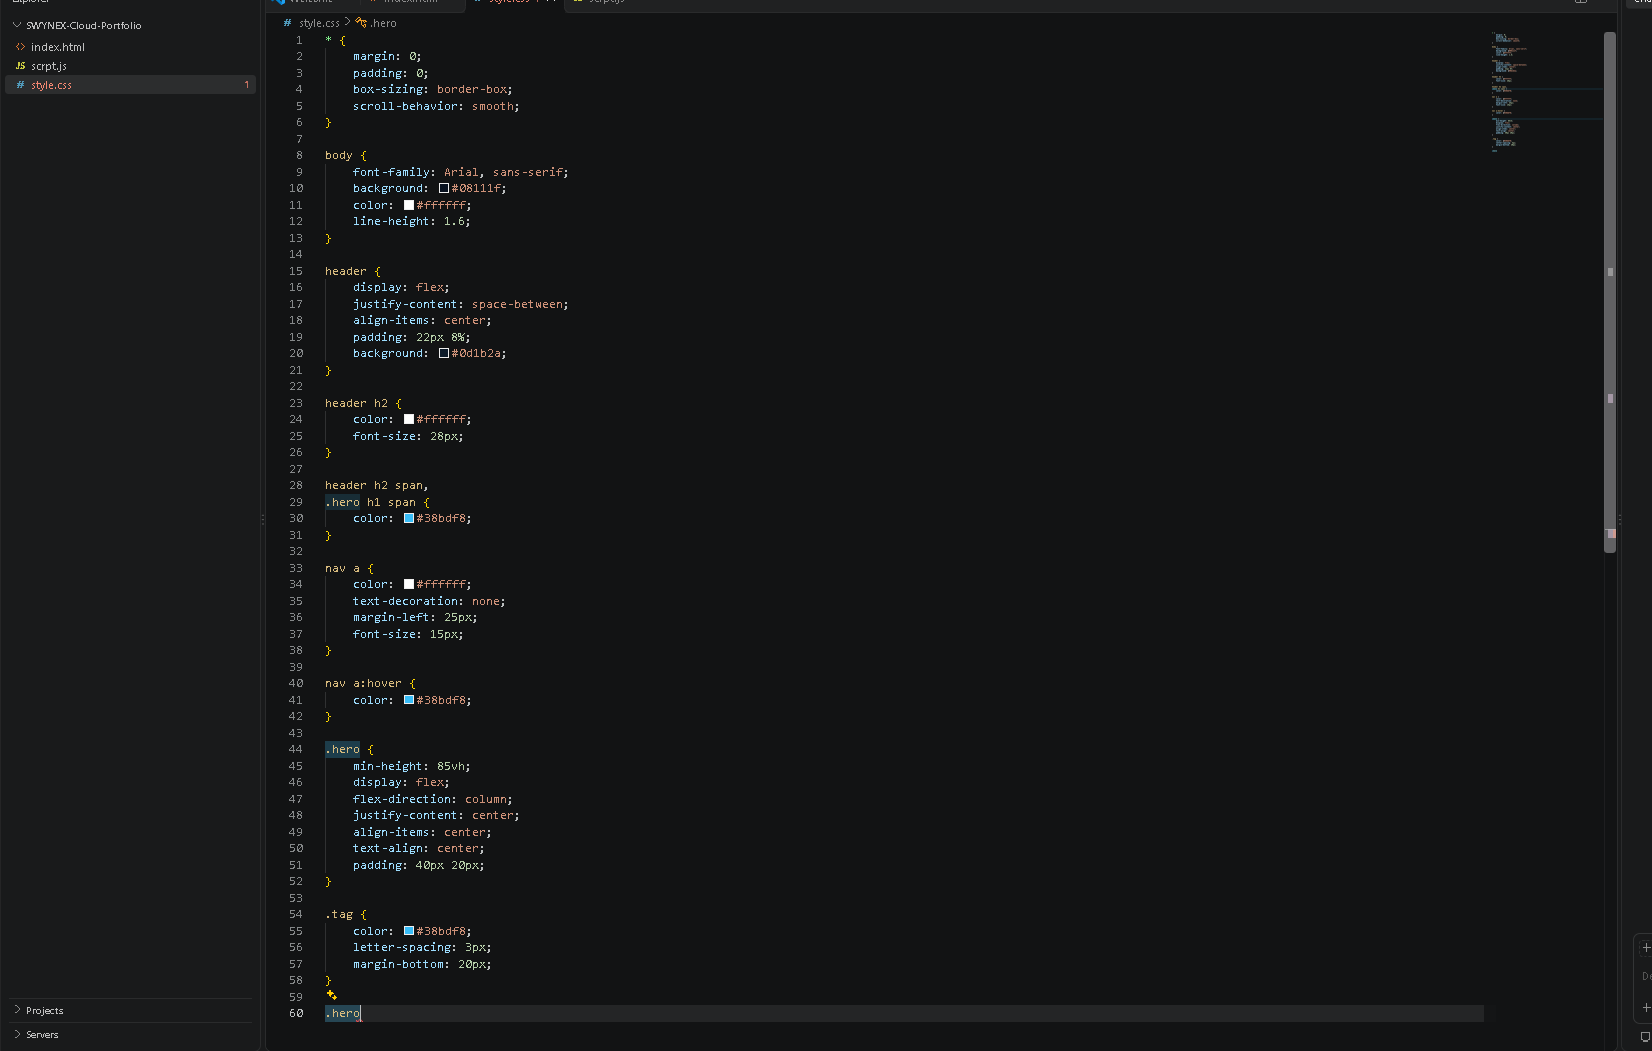 SWYNEX-Cloud-Portfolio
index.html
JS scrpt.js
# style.css 1
Projects
Servers
# style.css > .hero
1 * {
2 margin: 0;
3 padding: 0;
4 box-sizing: border-box;
5 scroll-behavior: smooth;
6 }
7
8 body {
9 font-family: Arial, sans-serif;
10 background: #08111f;
11 color: #ffffff;
12 line-height: 1.6;
13 }
14
15 header {
16 display: flex;
17 justify-content: space-between;
18 align-items: center;
19 padding: 22px 8%;
20 background: #0d1b2a;
21 }
22
23 header h2 {
24 color: #ffffff;
25 font-size: 28px;
26 }
27
28 header h2 span,
29 .hero h1 span {
30 color: #38bdf8;
31 }
32
33 nav a {
34 color: #ffffff;
35 text-decoration: none;
36 margin-left: 25px;
37 font-size: 15px;
38 }
39
40 nav a:hover {
41 color: #38bdf8;
42 }
43
44 .hero {
45 min-height: 85vh;
46 display: flex;
47 flex-direction: column;
48 justify-content: center;
49 align-items: center;
50 text-align: center;
51 padding: 40px 20px;
52 }
53
54 .tag {
55 color: #38bdf8;
56 letter-spacing: 3px;
57 margin-bottom: 20px;
58 }
59
60 .hero